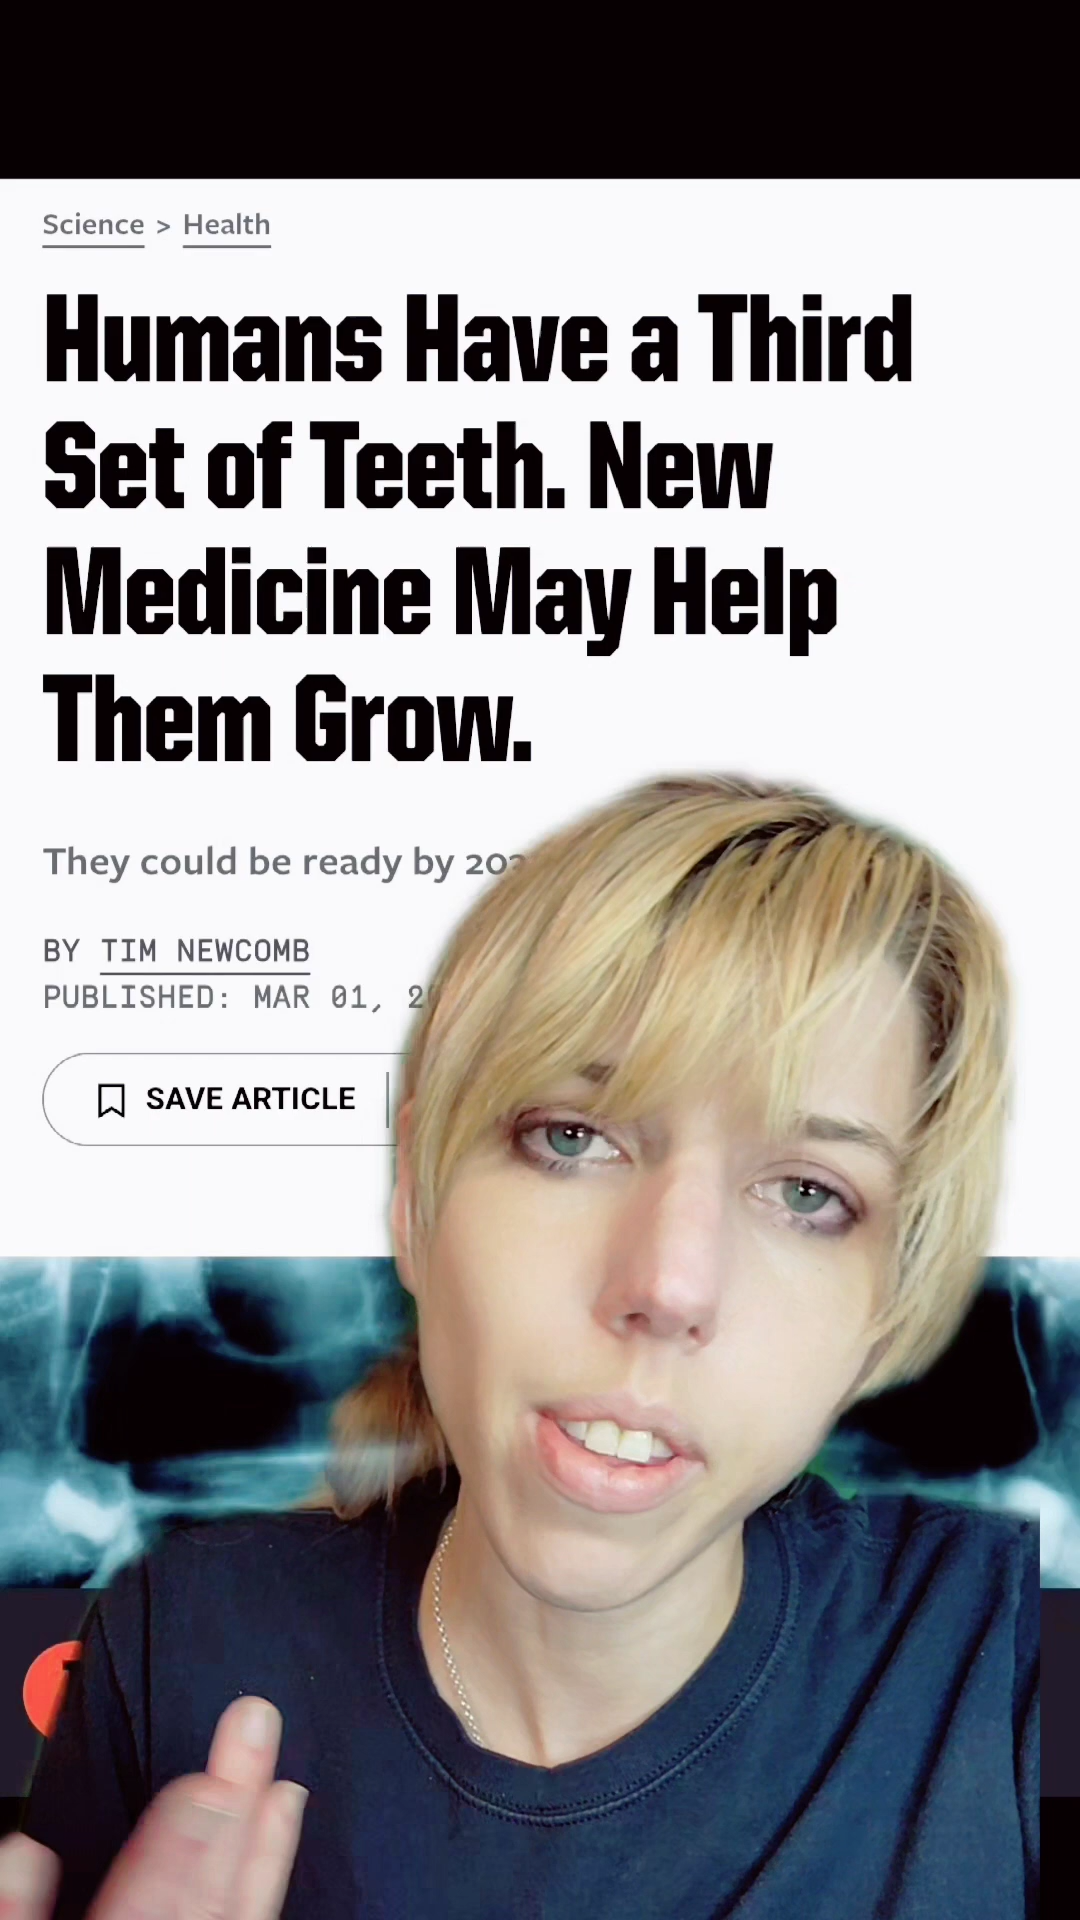 Science > Health
Humans Have a Third
Set of Teeth. New
Medicine May Help
Them Grow.
They could be ready by
BY TIM NEWCOMB
PUBLISHED: MAR 01,
SAVE ARTICLE